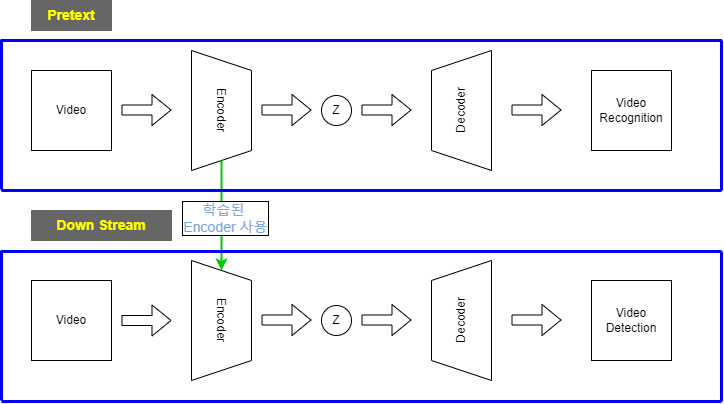 Pretext
Video
Encoder
Z
Decoder
Video
Recognition
학습된
Encoder 사용
Down Stream
Video
Encoder
Z
Decoder
Video
Detection